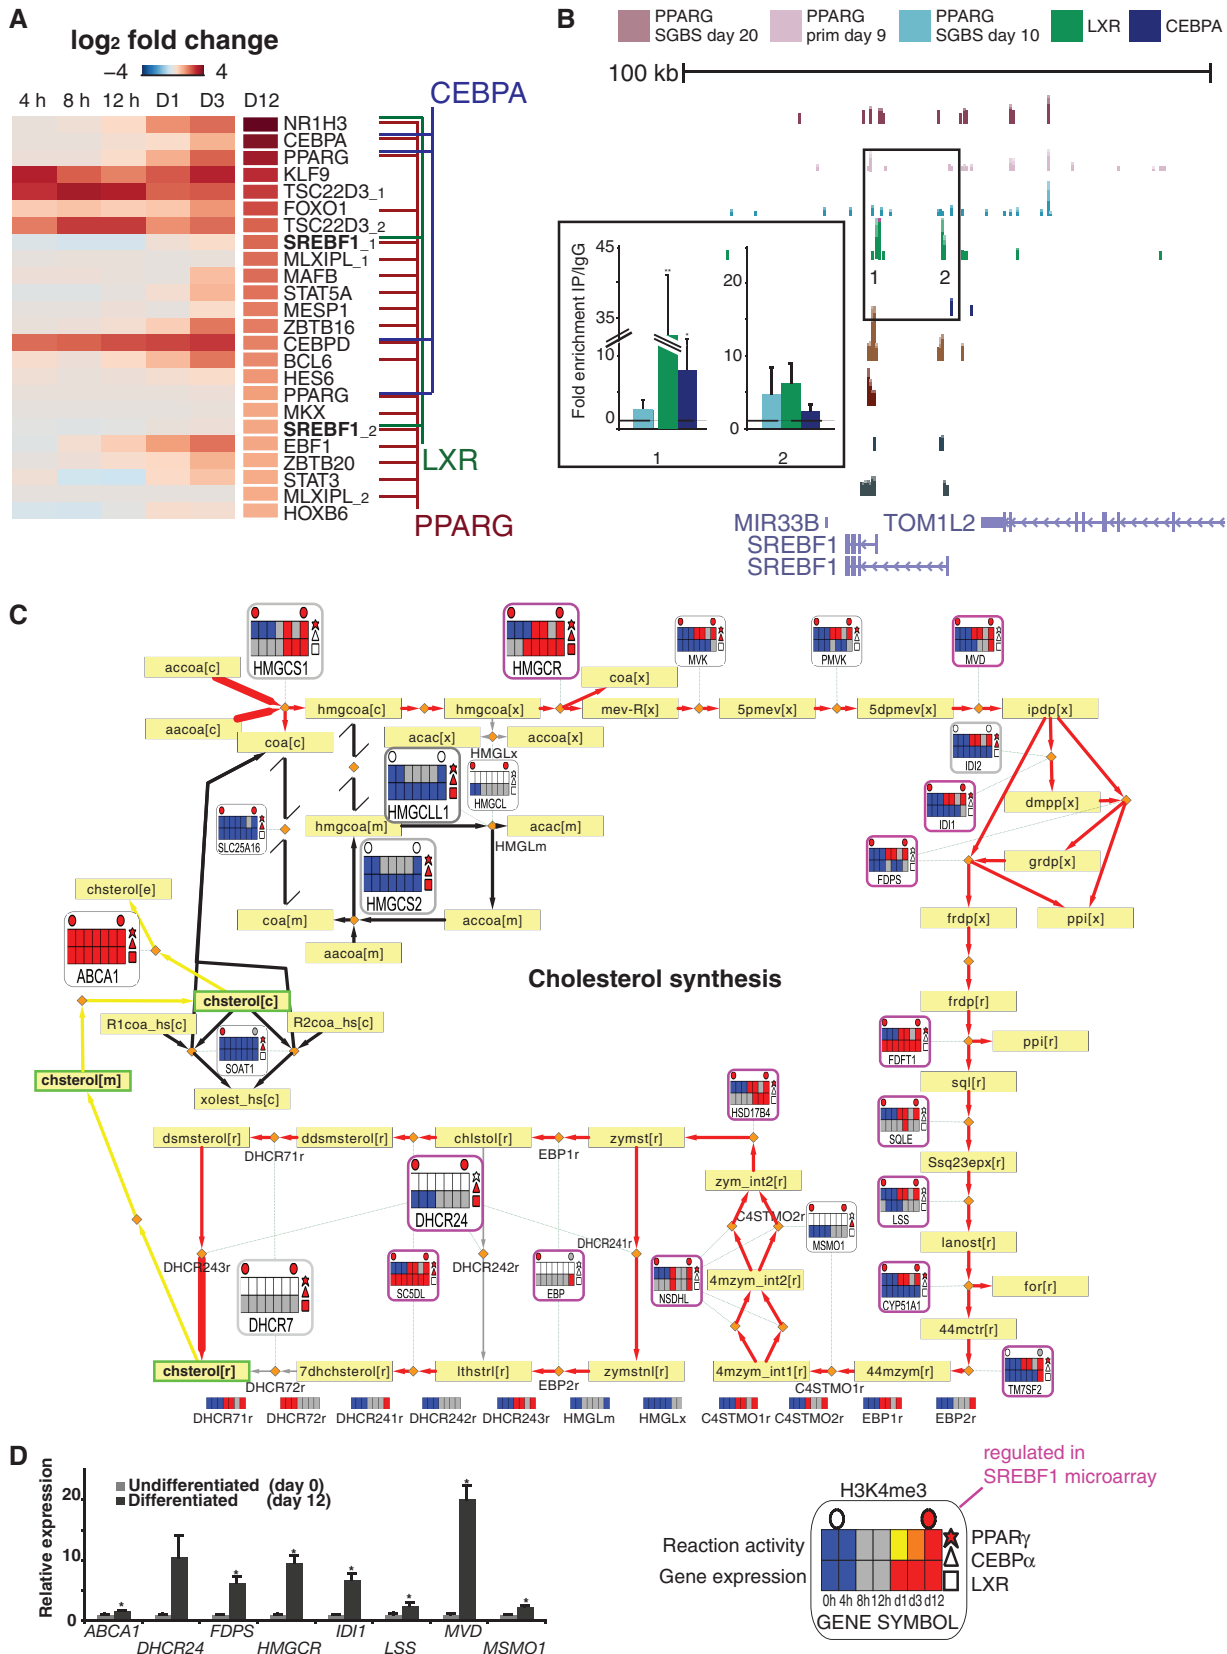 A
log2 fold change
−4 4
4 h 8 h 12 h D1 D3 D12
NR1H3
CEBPA
PPARG
KLF9
TSC22D3_1
FOXO1
TSC22D3_2
SREBF1_1
MLXIPL_1
MAFB
STAT5A
MESP1
ZBTB16
CEBPD
BCL6
HES6
PPARG
MKX
SREBF1_2
EBF1
ZBTB20
STAT3
MLXIPL_2
HOXB6
CEBPA
LXR
PPARG
B
PPARG SGBS day 20
PPARG prim day 9
PPARG SGBS day 10
LXR
CEBPA
100 kb
1 2
Fold enrichment IP/IgG
45
35
10
0
**
*
1
20
10
0
2
MIR33B
TOM1L2
SREBF1
SREBF1
C
HMGCS1
HMGCR
MVK
PMVK
MVD
accoa[c]
coa[x]
hmgcoa[c]
hmgcoa[x]
mev-R[x]
5pmev[x]
5dpmev[x]
ipdp[x]
aacoa[c]
coa[c]
acac[x]
accoa[x]
HMGLx
IDI2
HMGCLL1
HMGCL
IDI1
dmpp[x]
SLC25A16
hmgcoa[m]
acac[m]
HMGLm
HMGCS2
FDPS
grdp[x]
chsterol[e]
coa[m]
accoa[m]
frdp[x]
ppi[x]
aacoa[m]
ABCA1
Cholesterol synthesis
chsterol[c]
frdp[r]
R1coa_hs[c]
R2coa_hs[c]
FDFT1
ppi[r]
SOAT1
chsterol[m]
sql[r]
xolest_hs[c]
HSD17B4
SQLE
dsmsterol[r]
ddsmsterol[r]
chlstol[r]
zymst[r]
DHCR71r
EBP1r
Ssq23epx[r]
zym_int2[r]
DHCR24
C4STMO2r
LSS
MSMO1
DHCR241r
lanost[r]
DHCR243r
DHCR242r
SC5DL
EBP
NSDHL
4mzym_int2[r]
CYP51A1
for[r]
DHCR7
44mctr[r]
chsterol[r]
7dhchsterol[r]
lthstrl[r]
zymstnl[r]
4mzym_int1[r]
44mzym[r]
TM7SF2
DHCR72r
EBP2r
C4STMO1r
DHCR71r DHCR72r DHCR241r DHCR242r DHCR243r HMGLm HMGLx C4STMO1r C4STMO2r EBP1r EBP2r
D
Relative expression
20
10
0
Undifferentiated (day 0)
Differentiated (day 12)
* * * * * * *
ABCA1
DHCR24
FDPS
HMGCR
IDI1
LSS
MVD
MSMO1
regulated in
SREBF1 microarray
H3K4me3
Reaction activity
Gene expression
PPARγ
CEBPα
LXR
0h 4h 8h 12h d1 d3 d12
GENE SYMBOL